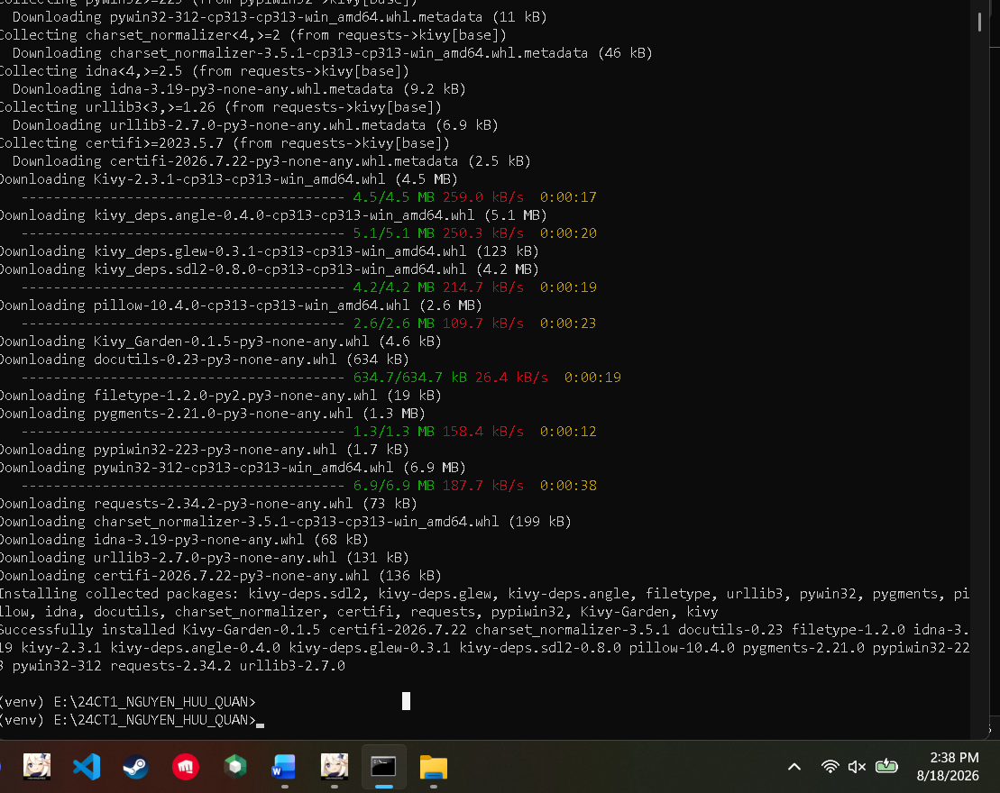 Collecting pywin32>=223 (from pypiwin32->kivy[base])
Downloading pywin32-312-cp313-cp313-win_amd64.whl.metadata (11 kB)
Collecting charset_normalizer<4,>=2 (from requests->kivy[base])
Downloading charset_normalizer-3.5.1-cp313-cp313-win_amd64.whl.metadata (46 kB)
Collecting idna<4,>=2.5 (from requests->kivy[base])
Downloading idna-3.19-py3-none-any.whl.metadata (9.2 kB)
Collecting urllib3<3,>=1.26 (from requests->kivy[base])
Downloading urllib3-2.7.0-py3-none-any.whl.metadata (6.9 kB)
Collecting certifi>=2023.5.7 (from requests->kivy[base])
Downloading certifi-2026.7.22-py3-none-any.whl.metadata (2.5 kB)
Downloading Kivy-2.3.1-cp313-cp313-win_amd64.whl (4.5 MB)
---------------------------------------- 4.5/4.5 MB 259.0 kB/s 0:00:17
Downloading kivy_deps.angle-0.4.0-cp313-cp313-win_amd64.whl (5.1 MB)
---------------------------------------- 5.1/5.1 MB 250.3 kB/s 0:00:20
Downloading kivy_deps.glew-0.3.1-cp313-cp313-win_amd64.whl (123 kB)
Downloading kivy_deps.sdl2-0.8.0-cp313-cp313-win_amd64.whl (4.2 MB)
---------------------------------------- 4.2/4.2 MB 214.7 kB/s 0:00:19
Downloading pillow-10.4.0-cp313-cp313-win_amd64.whl (2.6 MB)
---------------------------------------- 2.6/2.6 MB 109.7 kB/s 0:00:23
Downloading Kivy_Garden-0.1.5-py3-none-any.whl (4.6 kB)
Downloading docutils-0.23-py3-none-any.whl (634 kB)
---------------------------------------- 634.7/634.7 kB 26.4 kB/s 0:00:19
Downloading filetype-1.2.0-py2.py3-none-any.whl (19 kB)
Downloading pygments-2.21.0-py3-none-any.whl (1.3 MB)
---------------------------------------- 1.3/1.3 MB 158.4 kB/s 0:00:12
Downloading pypiwin32-223-py3-none-any.whl (1.7 kB)
Downloading pywin32-312-cp313-cp313-win_amd64.whl (6.9 MB)
---------------------------------------- 6.9/6.9 MB 187.7 kB/s 0:00:38
Downloading requests-2.34.2-py3-none-any.whl (73 kB)
Downloading charset_normalizer-3.5.1-cp313-cp313-win_amd64.whl (199 kB)
Downloading idna-3.19-py3-none-any.whl (68 kB)
Downloading urllib3-2.7.0-py3-none-any.whl (131 kB)
Downloading certifi-2026.7.22-py3-none-any.whl (136 kB)
Installing collected packages: kivy-deps.sdl2, kivy-deps.glew, kivy-deps.angle, filetype, urllib3, pywin32, pygments, pi
llow, idna, docutils, charset_normalizer, certifi, requests, pypiwin32, Kivy-Garden, kivy
Successfully installed Kivy-Garden-0.1.5 certifi-2026.7.22 charset_normalizer-3.5.1 docutils-0.23 filetype-1.2.0 idna-3.
19 kivy-2.3.1 kivy-deps.angle-0.4.0 kivy-deps.glew-0.3.1 kivy-deps.sdl2-0.8.0 pillow-10.4.0 pygments-2.21.0 pypiwin32-22
3 pywin32-312 requests-2.34.2 urllib3-2.7.0
(venv) E:\24CT1_NGUYEN_HUU_QUAN>
(venv) E:\24CT1_NGUYEN_HUU_QUAN>
2:38 PM
8/18/2026